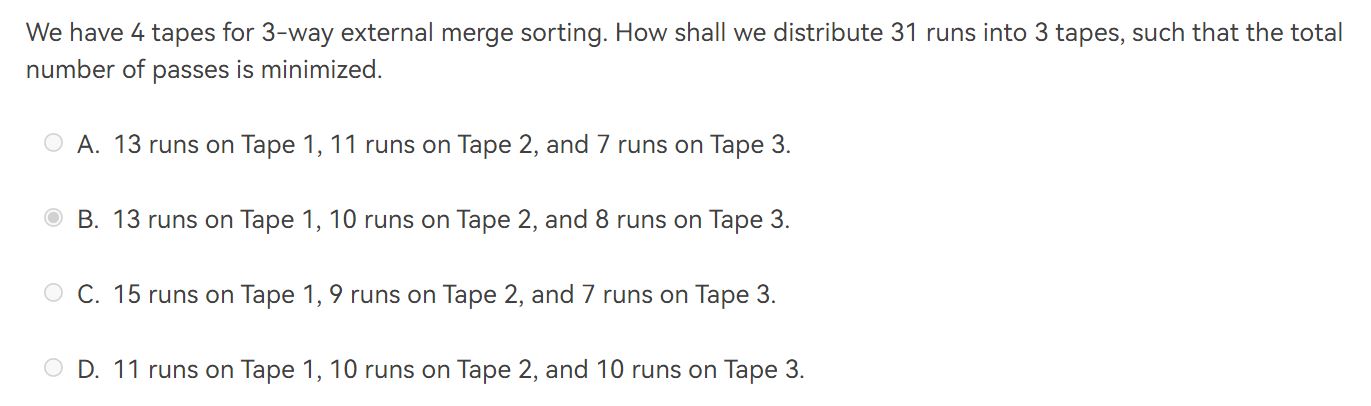 We have 4 tapes for 3-way external merge sorting. How shall we distribute 31 runs into 3 tapes, such that the total
number of passes is minimized.
A. 13 runs on Tape 1, 11 runs on Tape 2, and 7 runs on Tape 3.
B. 13 runs on Tape 1, 10 runs on Tape 2, and 8 runs on Tape 3.
C. 15 runs on Tape 1, 9 runs on Tape 2, and 7 runs on Tape 3.
D. 11 runs on Tape 1, 10 runs on Tape 2, and 10 runs on Tape 3.